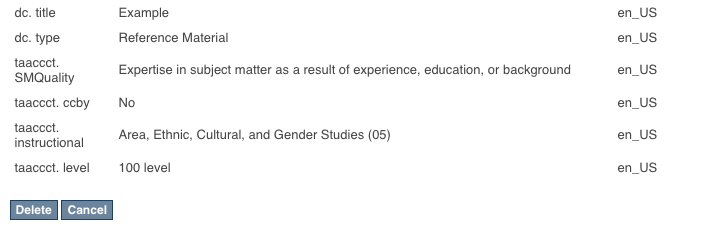 dc. title Example en_US
dc. type Reference Material en_US
taaccct.
SMQuality Expertise in subject matter as a result of experience, education, or background en_US
taaccct. ccby No en_US
taaccct.
instructional Area, Ethnic, Cultural, and Gender Studies (05) en_US
taaccct. level 100 level en_US
Delete Cancel